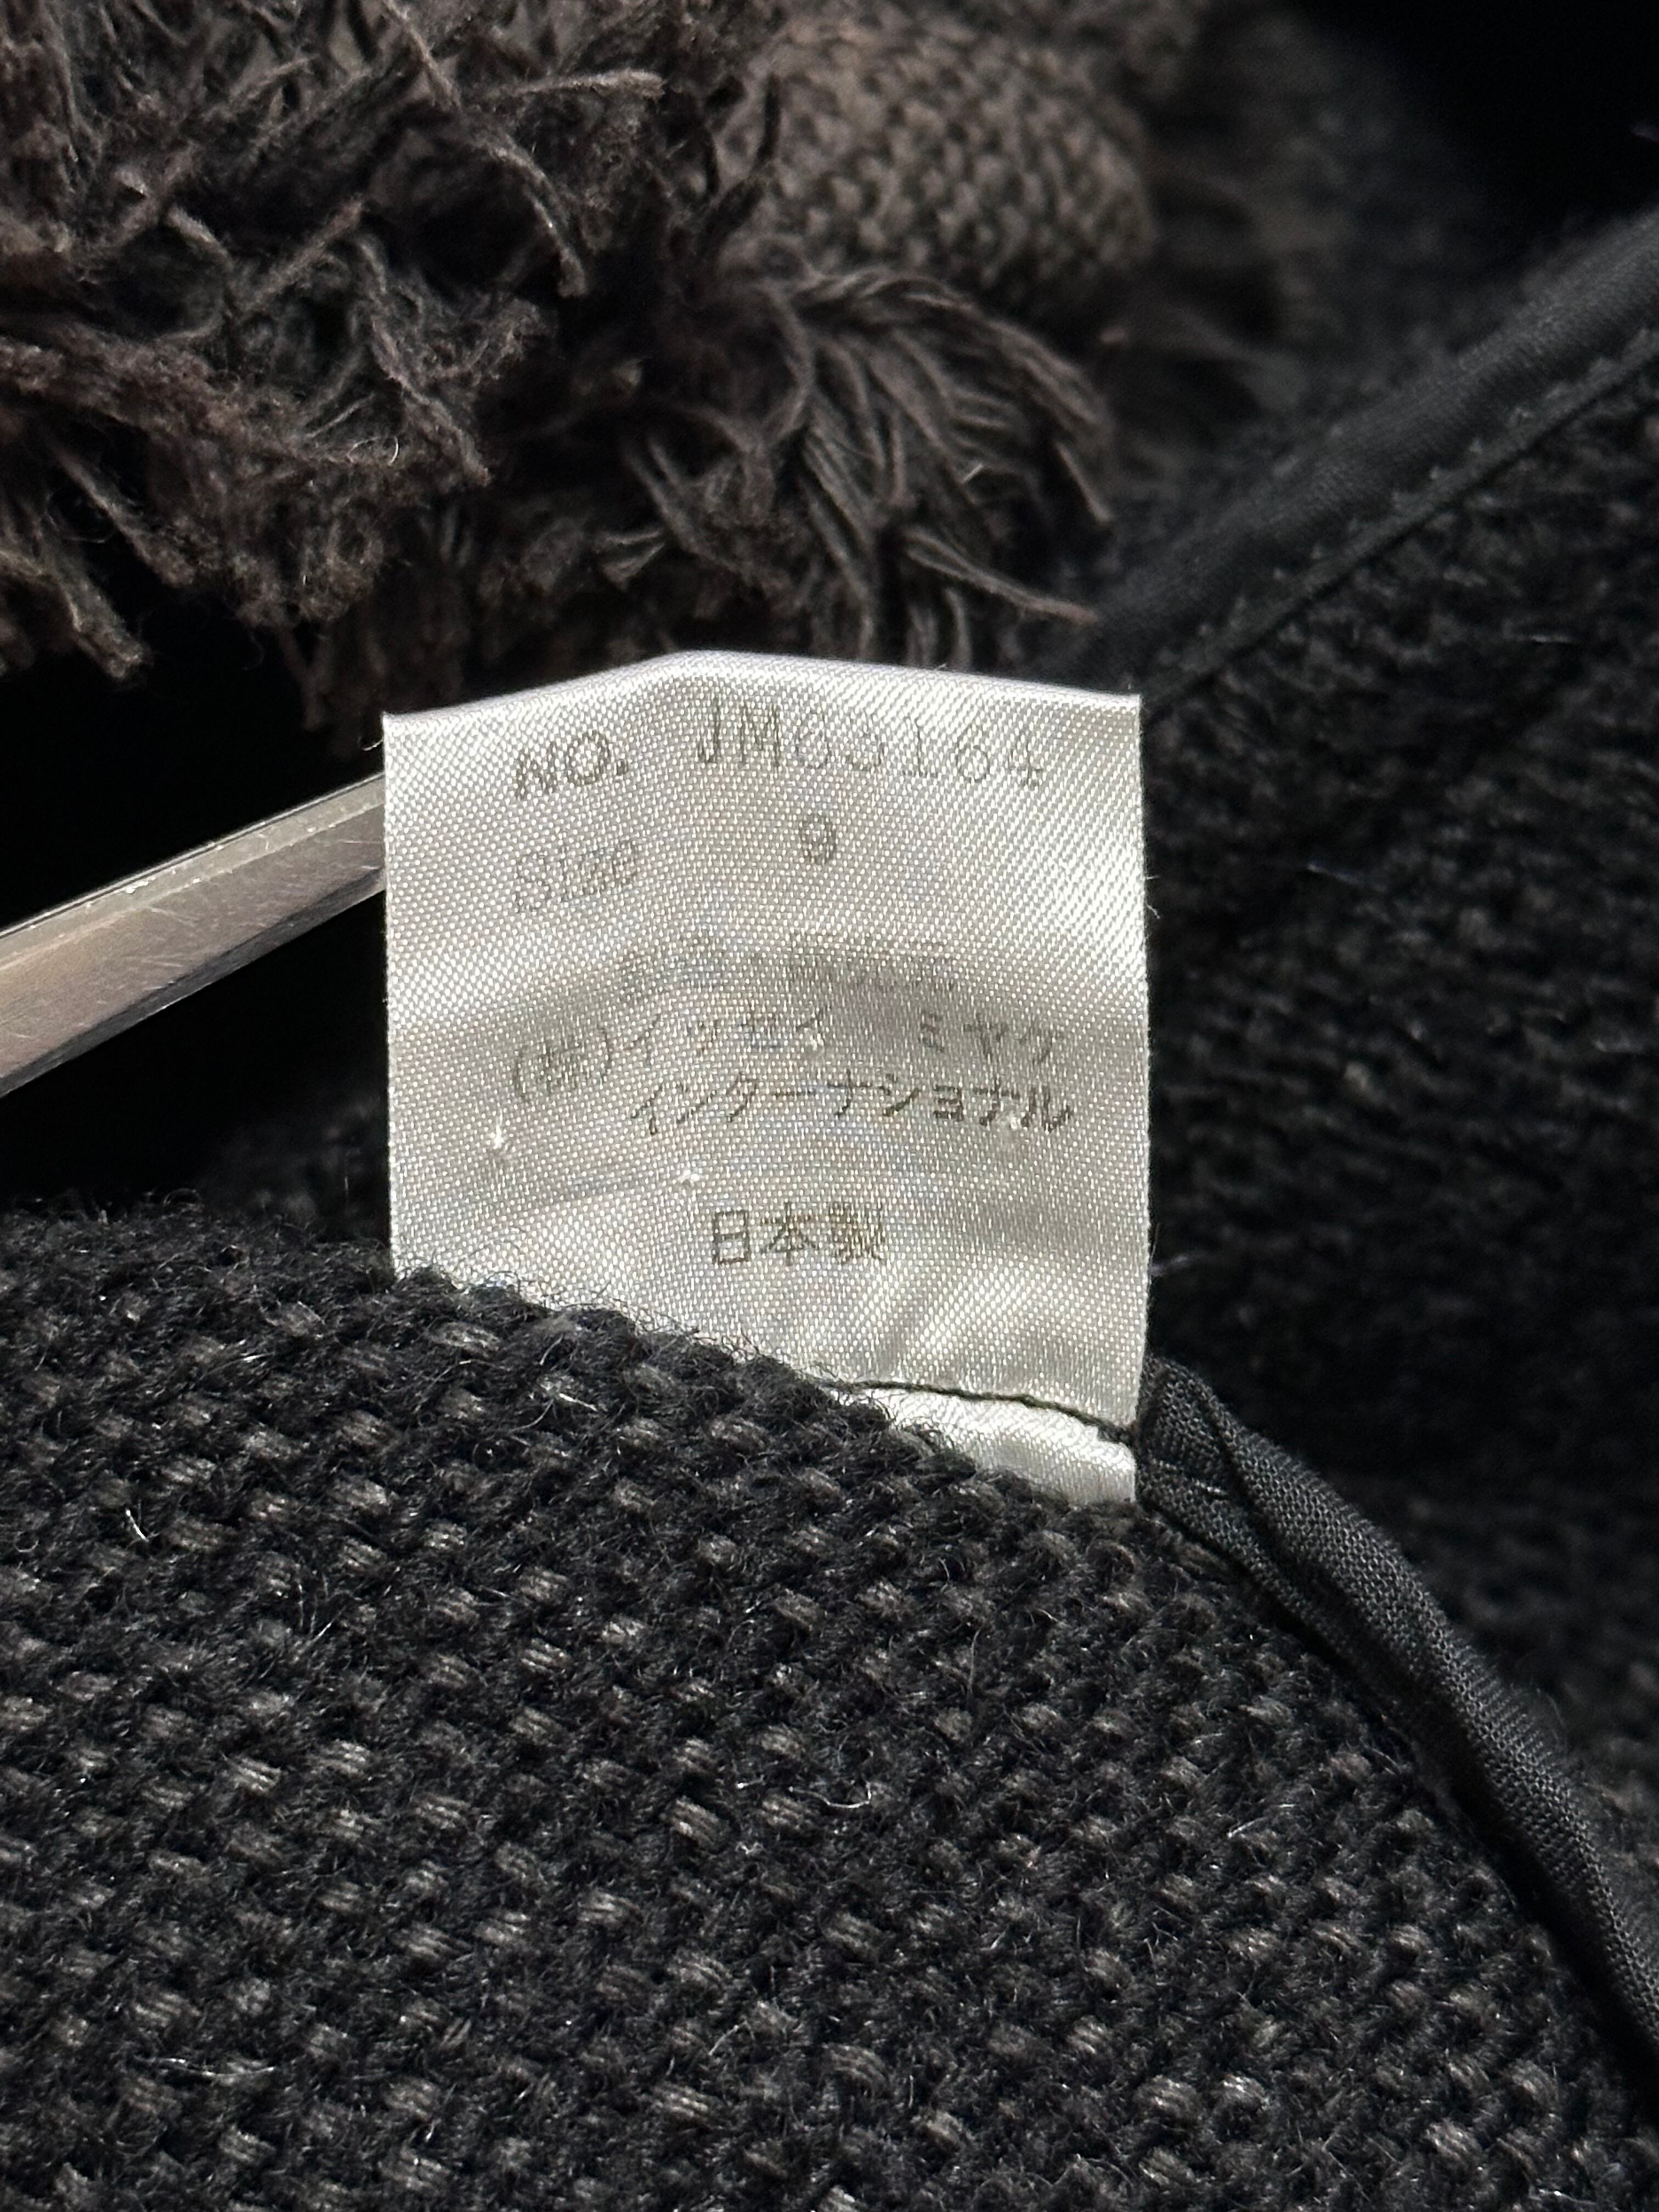 NO. JM63164
Size 9
(株)イッセイ ミヤケ
インターナショナル
日本製